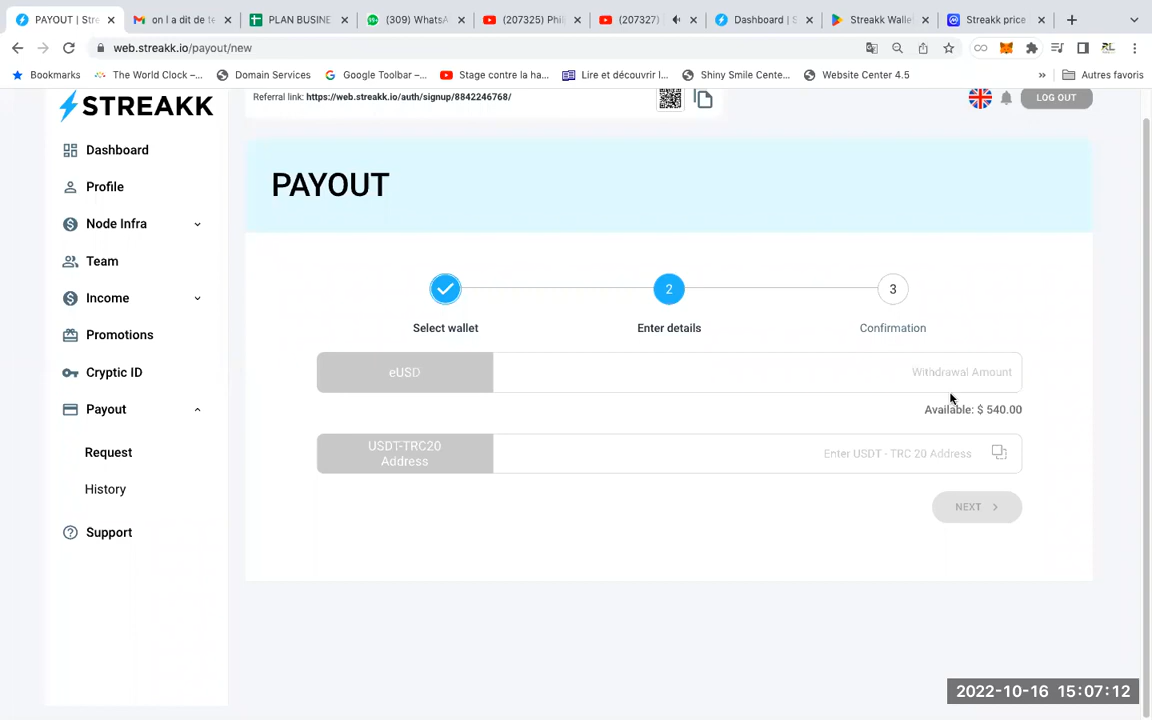 PAYOUT | Stre
on l a dit de te
PLAN BUSINE
(309) WhatsA
(207325) Phi
(207327)
Dashboard | S
Streakk Walle
Streakk price
web.streakk.io/payout/new
Bookmarks
The World Clock –...
Domain Services
Google Toolbar –...
Stage contre la ha...
Lire et découvrir l'...
Shiny Smile Cente...
Website Center 4.5
»
Autres favoris
STREAKK
Referral link: https://web.streakk.io/auth/signup/8842246768/
LOG OUT
Dashboard
Profile
Node Infra
Team
Income
Promotions
Cryptic ID
Payout
Request
History
Support
PAYOUT
2
3
Select wallet
Enter details
Confirmation
eUSD
Withdrawal Amount
Available: $ 540.00
USDT-TRC20
Address
Enter USDT - TRC 20 Address
NEXT
2022-10-16 15:07:12